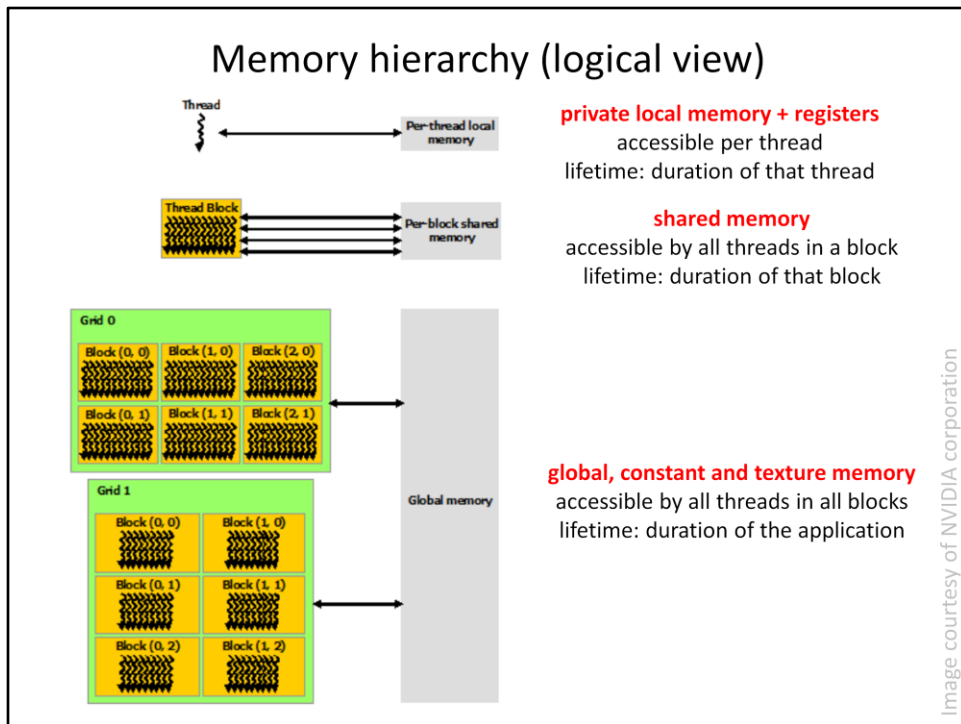 Memory hierarchy (logical view)
Thread
Per-thread local
memory
private local memory + registers
accessible per thread
lifetime: duration of that thread
Thread Block
Per-block shared
memory
shared memory
accessible by all threads in a block
lifetime: duration of that block
Grid 0
Block (0, 0) Block (1, 0) Block (2, 0)
Block (0, 1) Block (1, 1) Block (2, 1)
Grid 1
Block (0, 0) Block (1, 0)
Block (0, 1) Block (1, 1)
Block (0, 2) Block (1, 2)
Global memory
global, constant and texture memory
accessible by all threads in all blocks
lifetime: duration of the application
Image courtesy of NVIDIA corporation